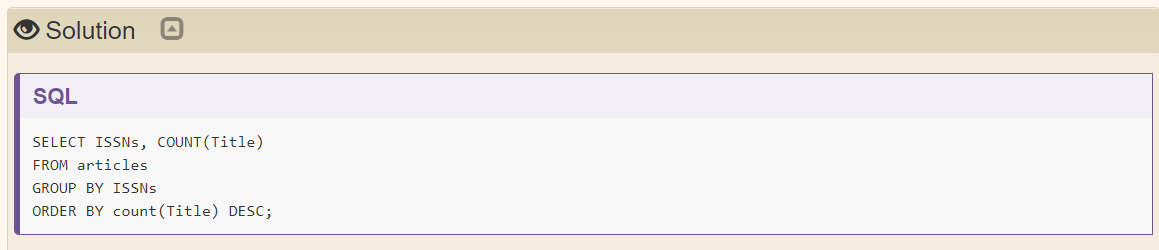 Solution
SQL
SELECT ISSNs, COUNT(Title)
FROM articles
GROUP BY ISSNs
ORDER BY count(Title) DESC;